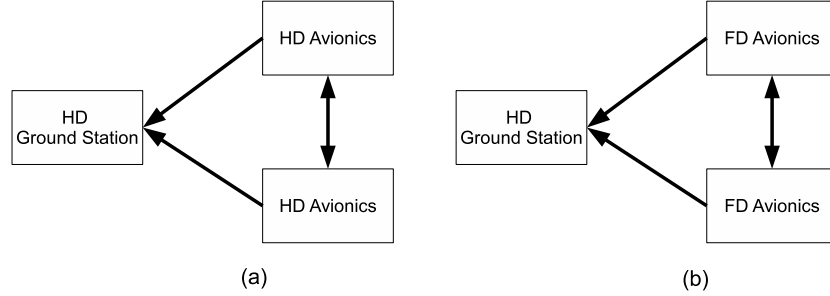 HD Avionics
HD
Ground Station
HD Avionics
(a)
FD Avionics
HD
Ground Station
FD Avionics
(b)